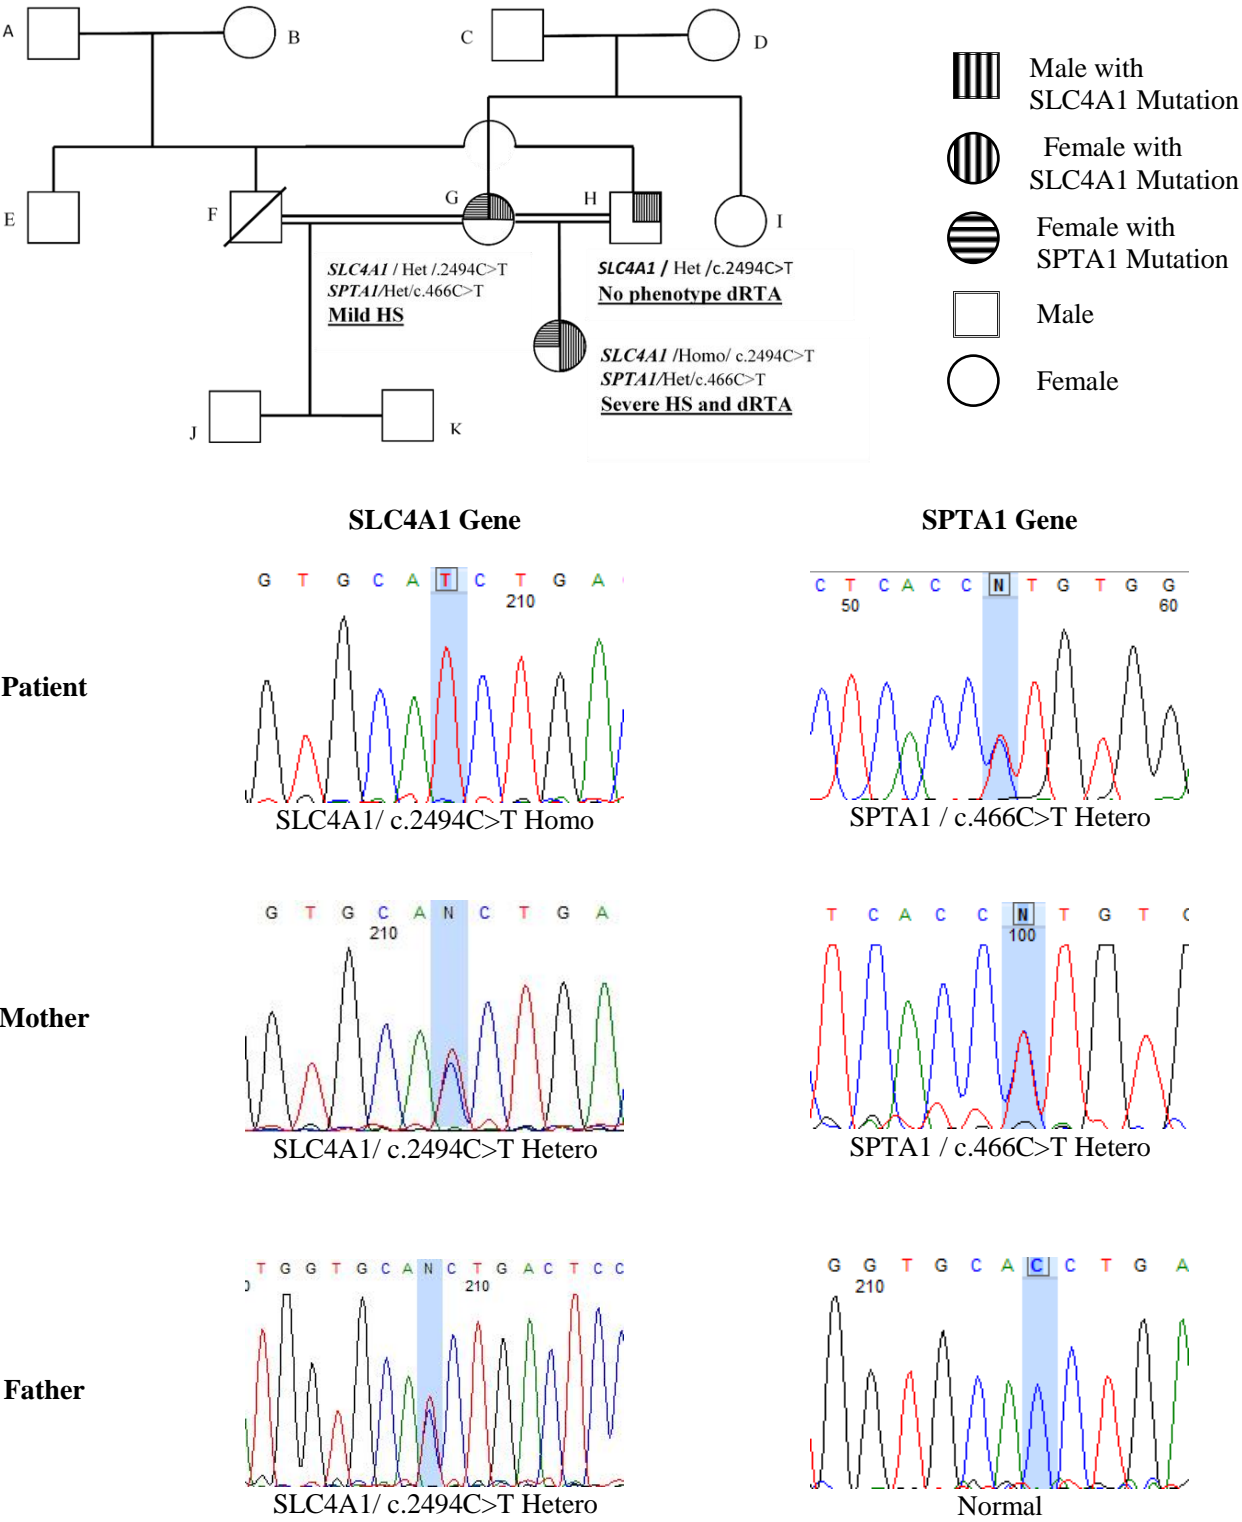 A
B
C
D
Male with
SLC4A1 Mutation
Female with
SLC4A1 Mutation
Female with
SPTA1 Mutation
Male
Female
E
F
G
H
I
SLC4A1 / Het /.2494C>T
SPTA1/Het/c.466C>T
Mild HS
SLC4A1 / Het /c.2494C>T
No phenotype dRTA
SLC4A1 /Homo/ c.2494C>T
SPTA1/Het/c.466C>T
Severe HS and dRTA
J
K
SLC4A1 Gene
SPTA1 Gene
Patient
G T G C A T C T G A
210
SLC4A1/ c.2494C>T Homo
C T C A C C N T G T G G
50 60
SPTA1 / c.466C>T Hetero
Mother
G T G C A N C T G A
210
SLC4A1/ c.2494C>T Hetero
T C A C C N T G T
100
SPTA1 / c.466C>T Hetero
Father
T G G T G C A N C T G A C T C C
210
SLC4A1/ c.2494C>T Hetero
G G T G C A C C T G A
210
Normal